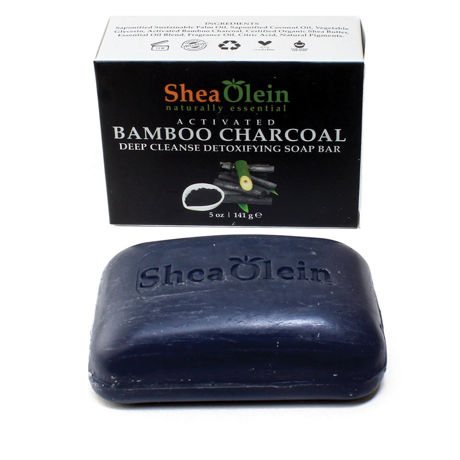 INGREDIENTS
Saponified Sustainable Palm Oil, Saponified Coconut Oil, Vegetable
Glycerin, Activated Bamboo Charcoal, Certified Organic Shea Butter,
Essential Oil Blend, Fragrance Oil, Citric Acid, Natural Pigments.
SheaOlein
naturally essential
ACTIVATED
BAMBOO CHARCOAL
DEEP CLEANSE DETOXIFYING SOAP BAR
5 oz | 141 g e
SheaOlein